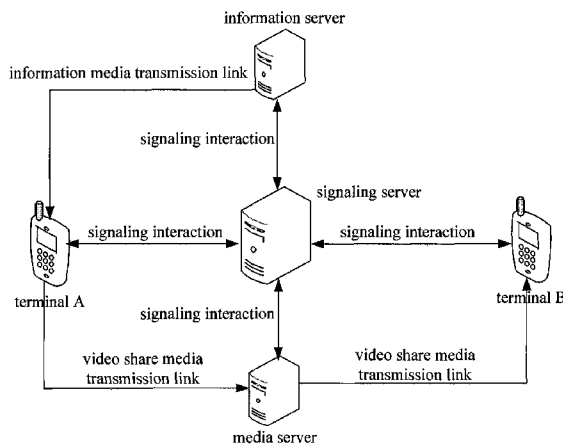 information server
information media transmission link
signaling interaction
signaling server
signaling interaction
signaling interaction
terminal A
terminal B
signaling interaction
video share media
transmission link
video share media
transmission link
media server